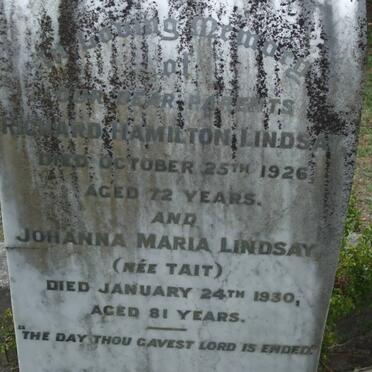 In Loving Memory
of
OUR DEAR PARENTS
RICHARD HAMILTON LINDSAY
DIED OCTOBER 25TH 1926
AGED 72 YEARS.
AND
JOHANNA MARIA LINDSAY
(NÉE TAIT)
DIED JANUARY 24TH 1930,
AGED 81 YEARS.
"THE DAY THOU GAVEST LORD IS ENDED."